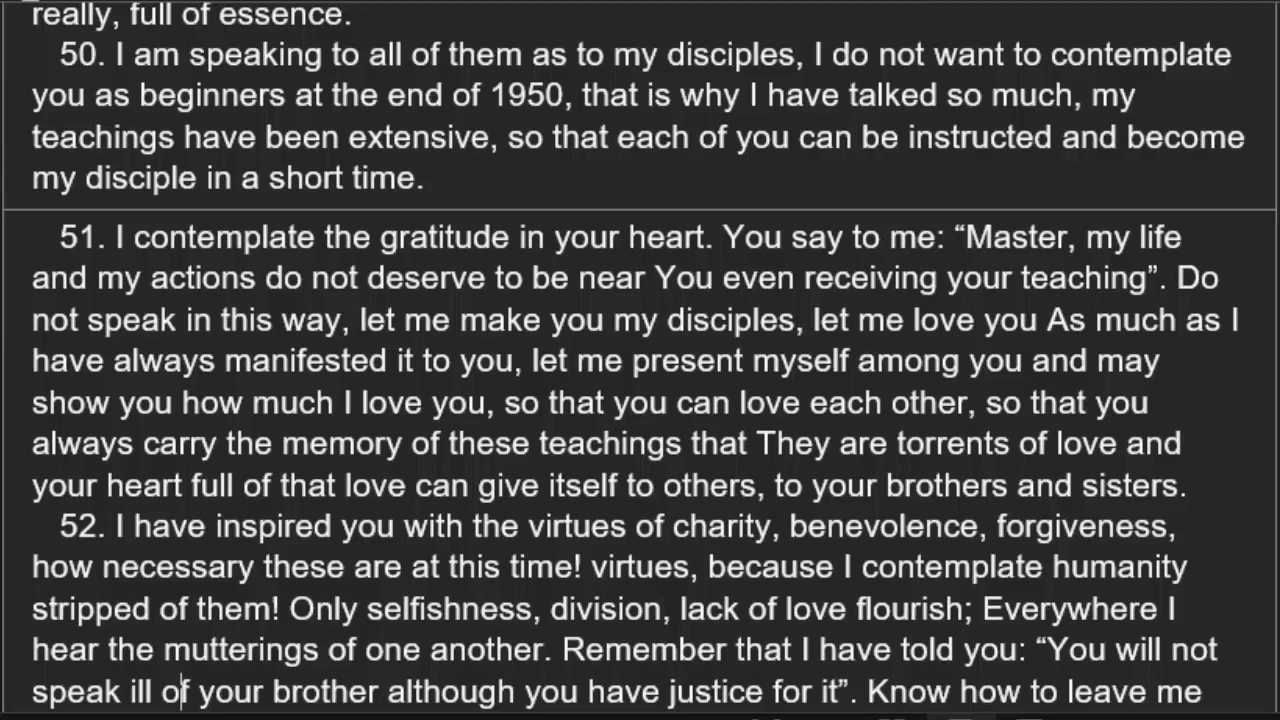 really, full of essence.
50. I am speaking to all of them as to my disciples, I do not want to contemplate
you as beginners at the end of 1950, that is why I have talked so much, my
teachings have been extensive, so that each of you can be instructed and become
my disciple in a short time.
51. I contemplate the gratitude in your heart. You say to me: “Master, my life
and my actions do not deserve to be near You even receiving your teaching”. Do
not speak in this way, let me make you my disciples, let me love you As much as I
have always manifested it to you, let me present myself among you and may
show you how much I love you, so that you can love each other, so that you
always carry the memory of these teachings that They are torrents of love and
your heart full of that love can give itself to others, to your brothers and sisters.
52. I have inspired you with the virtues of charity, benevolence, forgiveness,
how necessary these are at this time! virtues, because I contemplate humanity
stripped of them! Only selfishness, division, lack of love flourish; Everywhere I
hear the mutterings of one another. Remember that I have told you: “You will not
speak ill of your brother although you have justice for it”. Know how to leave me